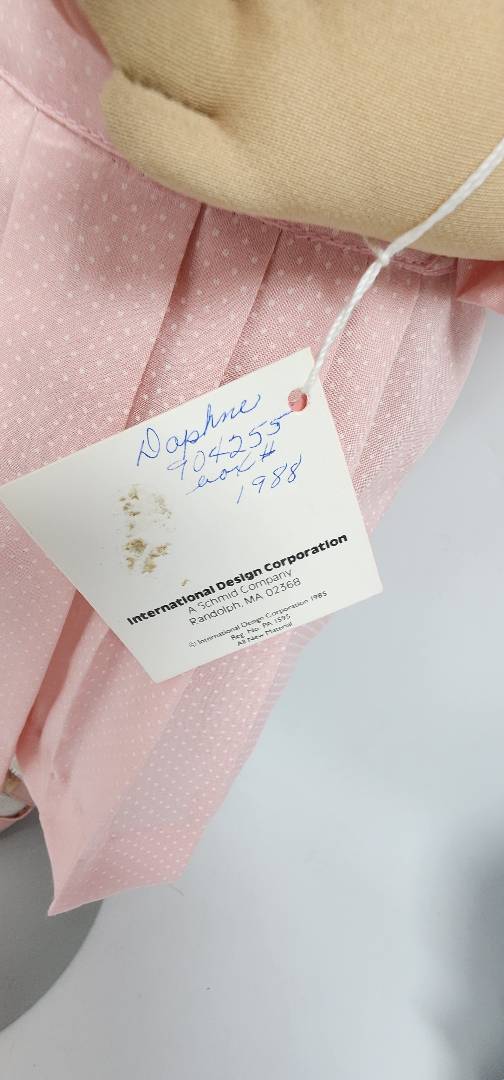 Daphne
904255
box #
1988
International Design Corporation
A Schmid Company
Randolph, MA 02368
© International Design Corporation 1985
Reg. No. PA 1595
All New Material